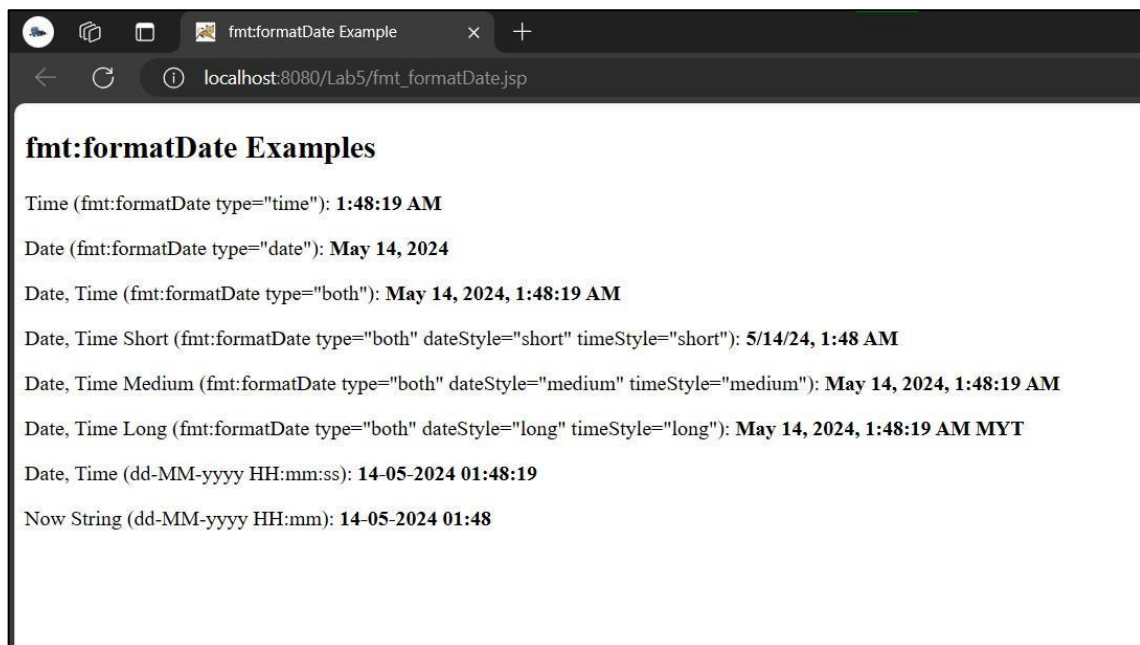 fmt:formatDate Example
localhost:8080/Lab5/fmt_formatDate.jsp
fmt:formatDate Examples
Time (fmt:formatDate type="time"): 1:48:19 AM
Date (fmt:formatDate type="date"): May 14, 2024
Date, Time (fmt:formatDate type="both"): May 14, 2024, 1:48:19 AM
Date, Time Short (fmt:formatDate type="both" dateStyle="short" timeStyle="short"): 5/14/24, 1:48 AM
Date, Time Medium (fmt:formatDate type="both" dateStyle="medium" timeStyle="medium"): May 14, 2024, 1:48:19 AM
Date, Time Long (fmt:formatDate type="both" dateStyle="long" timeStyle="long"): May 14, 2024, 1:48:19 AM MYT
Date, Time (dd-MM-yyyy HH:mm:ss): 14-05-2024 01:48:19
Now String (dd-MM-yyyy HH:mm): 14-05-2024 01:48